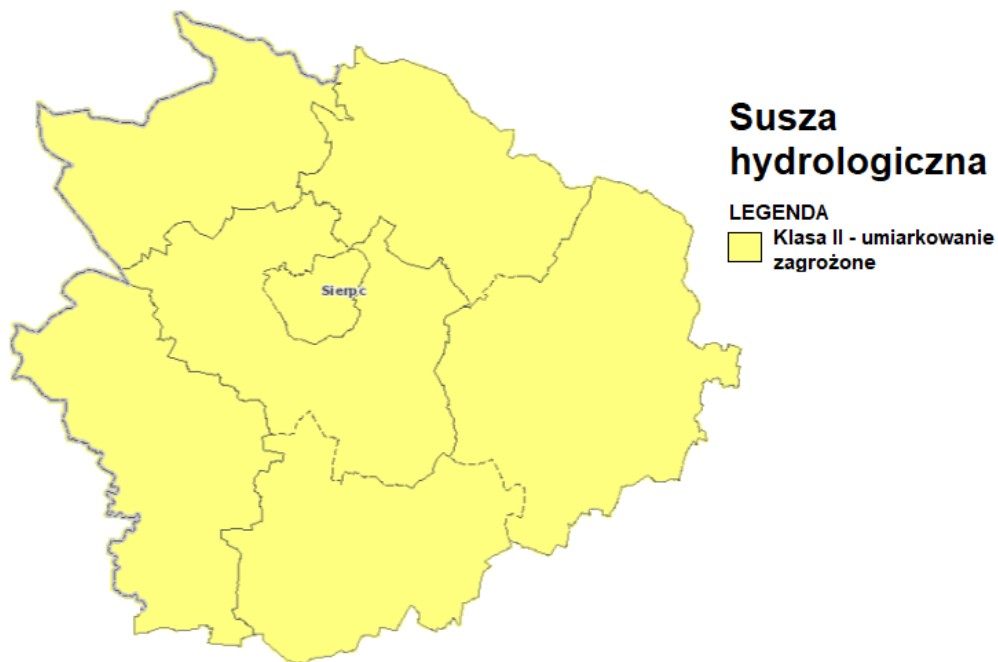 Susza
hydrologiczna
LEGENDA
Klasa II - umiarkowanie
zagrożone
Sierpc